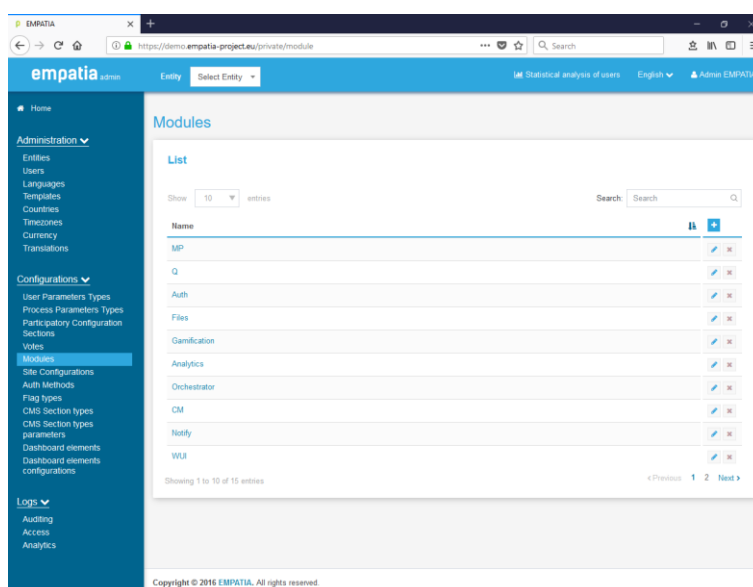 EMPATIA
https://demo.empatia-project.eu/private/module
Search
empatia admin
Entity
Select Entity
Statistical analysis of users
English
Admin EMPATIA
Home
Administration
Entities
Users
Languages
Templates
Countries
Timezones
Currency
Translations
Configurations
User Parameters Types
Process Parameters Types
Participatory Configuration
Sections
Votes
Modules
Site Configurations
Auth Methods
Flag types
CMS Section types
CMS Section types
parameters
Dashboard elements
Dashboard elements
configurations
Logs
Auditing
Access
Analytics
Modules
List
Show 10 entries
Search: Search
Name
MP
Q
Auth
Files
Gamification
Analytics
Orchestrator
CM
Notify
WUI
Showing 1 to 10 of 15 entries
Previous 1 2 Next
Copyright © 2016 EMPATIA. All rights reserved.